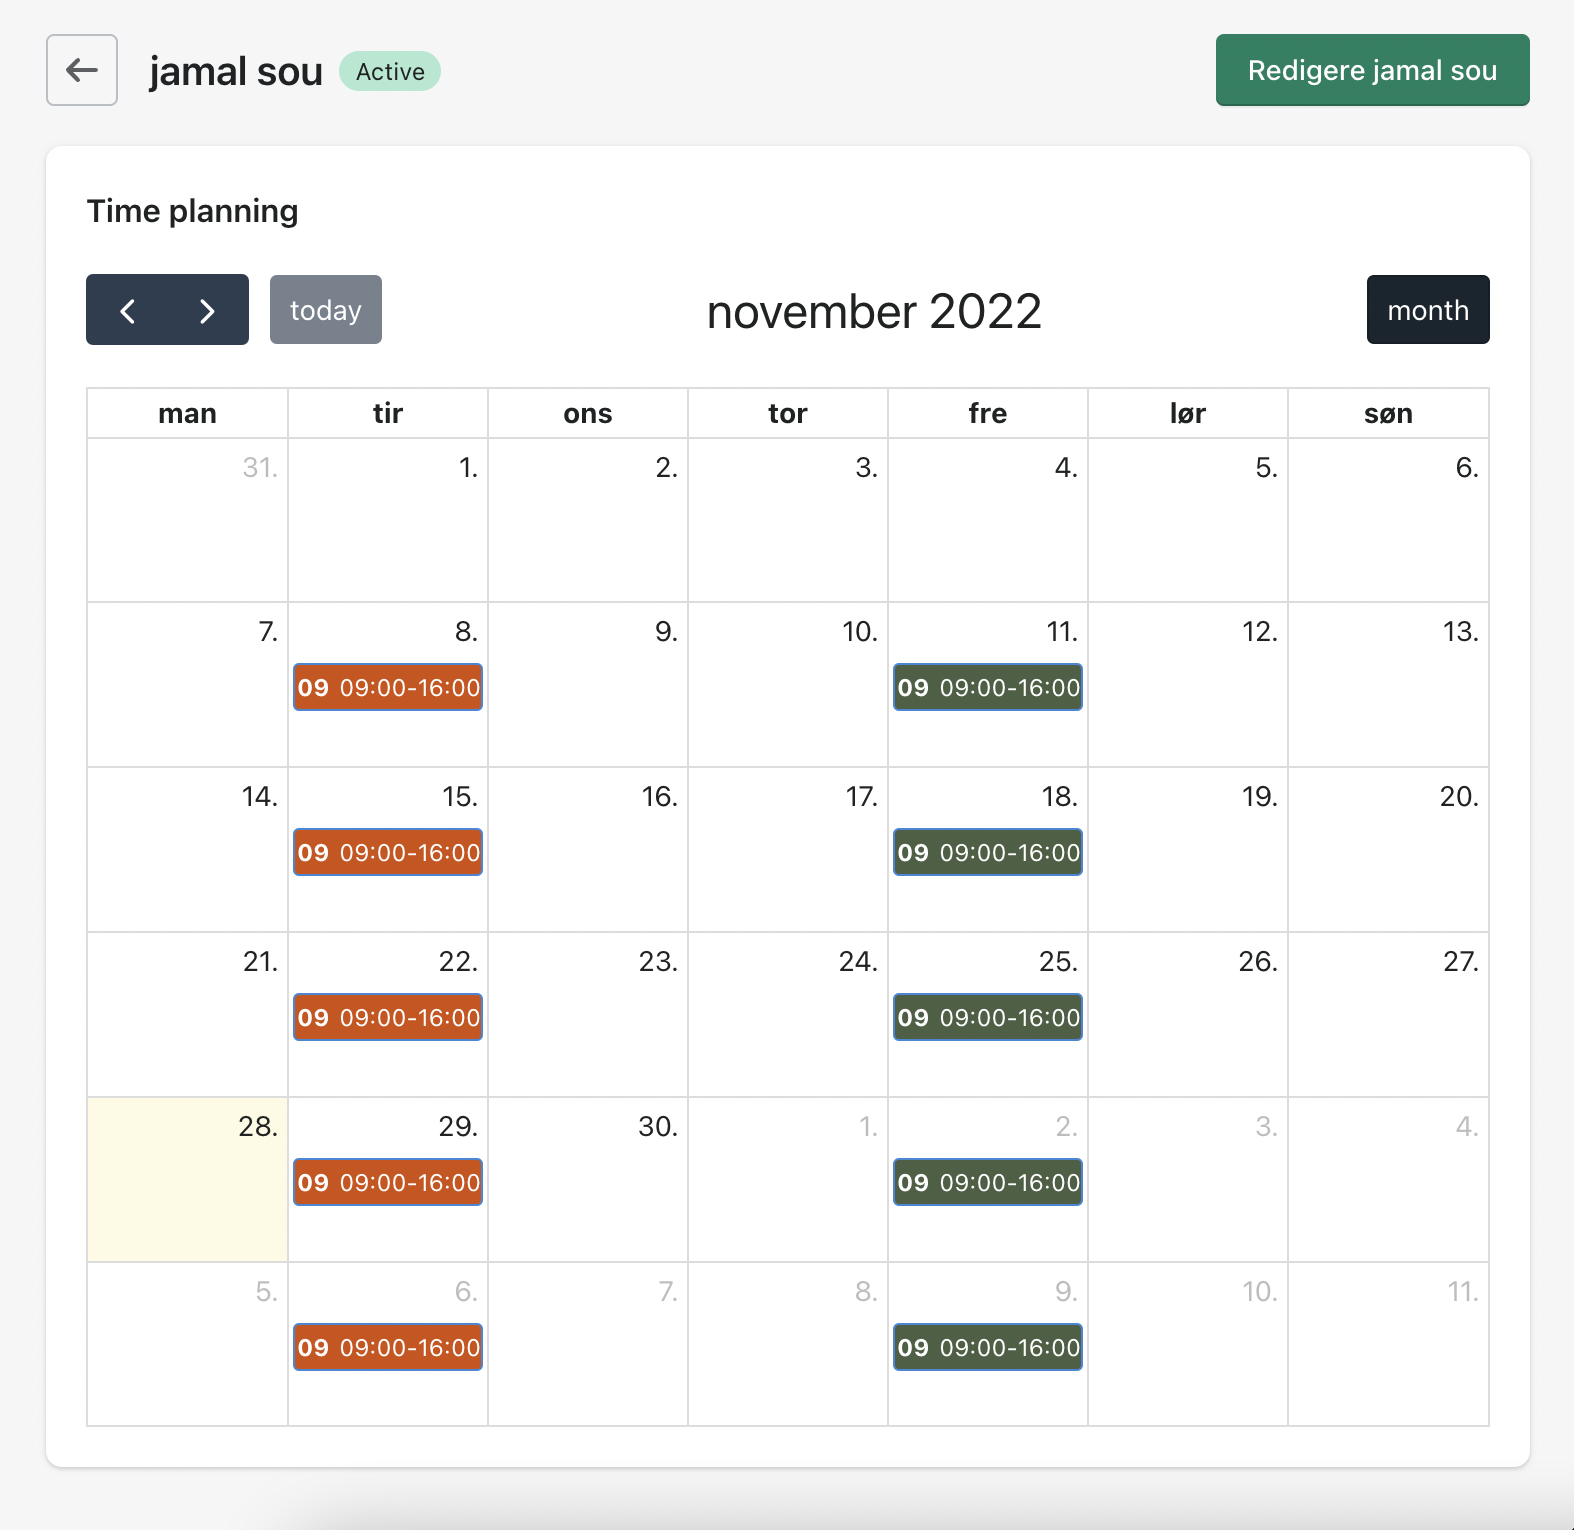 jamal sou Active Redigere jamal sou
Time planning
today november 2022 month
man tir ons tor fre lør søn
31. 1. 2. 3. 4. 5. 6.
7. 8. 9. 10. 11. 12. 13.
09 09:00-16:00 09 09:00-16:00
14. 15. 16. 17. 18. 19. 20.
09 09:00-16:00 09 09:00-16:00
21. 22. 23. 24. 25. 26. 27.
09 09:00-16:00 09 09:00-16:00
28. 29. 30. 1. 2. 3. 4.
09 09:00-16:00 09 09:00-16:00
5. 6. 7. 8. 9. 10. 11.
09 09:00-16:00 09 09:00-16:00